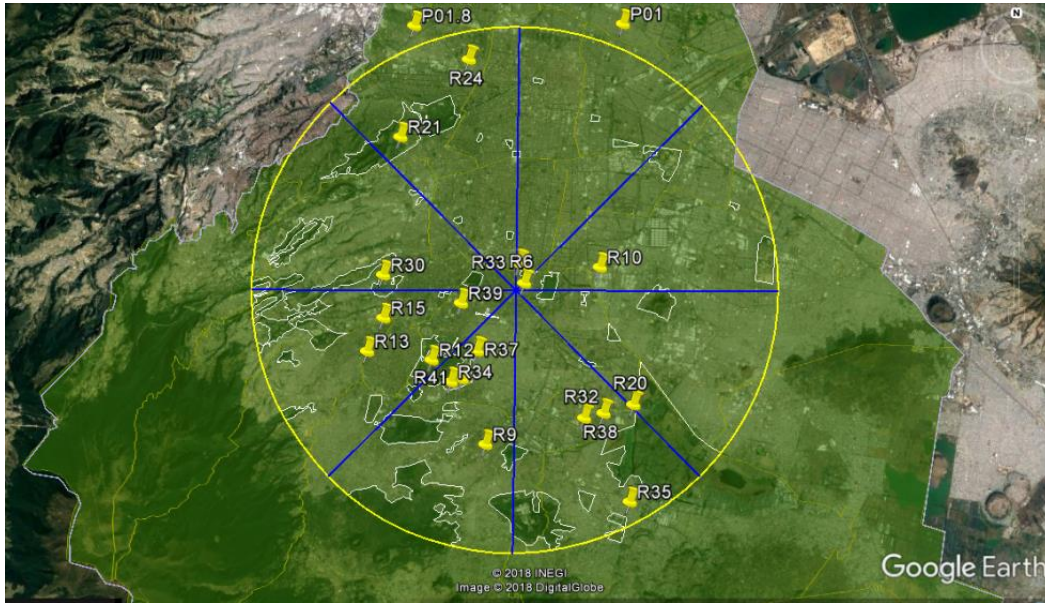 P01.8
P01
N
R24
R21
R33 R6
R10
R30
R39
R15
R13
R12
R37
R41
R34
R20
R32
R38
R9
R35
© 2018 INEGI
Image © 2018 DigitalGlobe
Google Earth